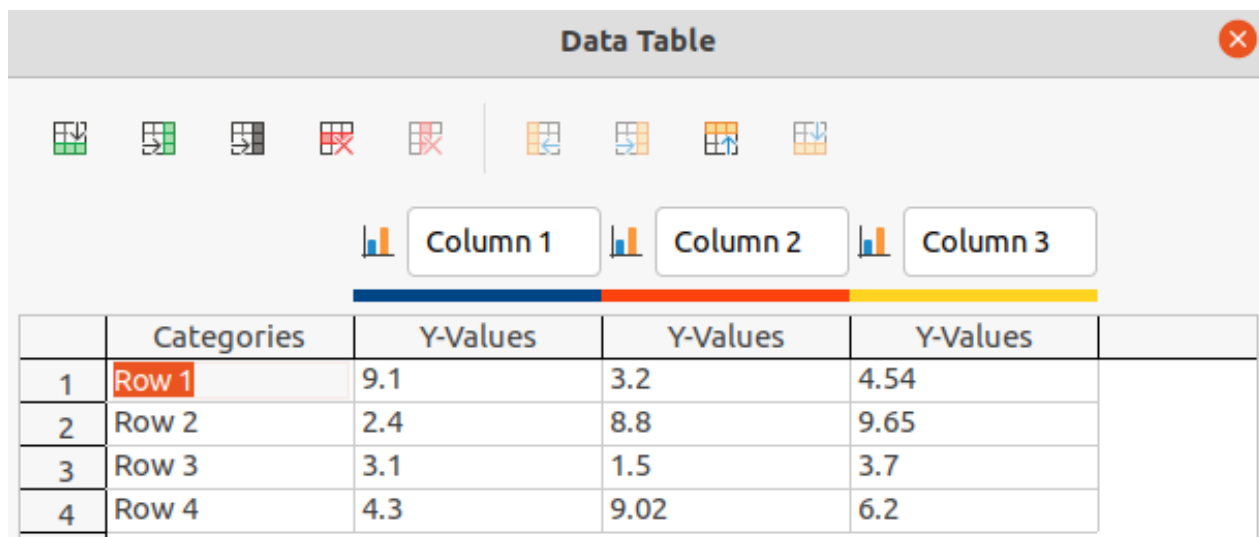 Data Table
Column 1 Column 2 Column 3
Categories Y-Values Y-Values Y-Values
1 Row 1 9.1 3.2 4.54
2 Row 2 2.4 8.8 9.65
3 Row 3 3.1 1.5 3.7
4 Row 4 4.3 9.02 6.2